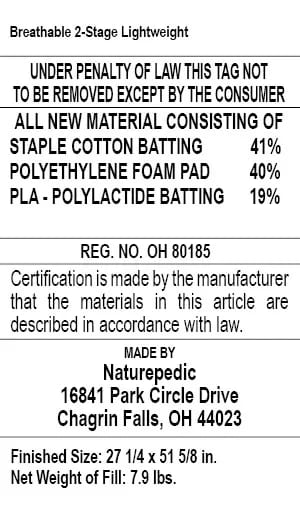 Breathable 2-Stage Lightweight
UNDER PENALTY OF LAW THIS TAG NOT
TO BE REMOVED EXCEPT BY THE CONSUMER
ALL NEW MATERIAL CONSISTING OF
STAPLE COTTON BATTING 41%
POLYETHYLENE FOAM PAD 40%
PLA - POLYLACTIDE BATTING 19%
REG. NO. OH 80185
Certification is made by the manufacturer
that the materials in this article are
described in accordance with law.
MADE BY
Naturepedic
16841 Park Circle Drive
Chagrin Falls, OH 44023
Finished Size: 27 1/4 x 51 5/8 in.
Net Weight of Fill: 7.9 lbs.